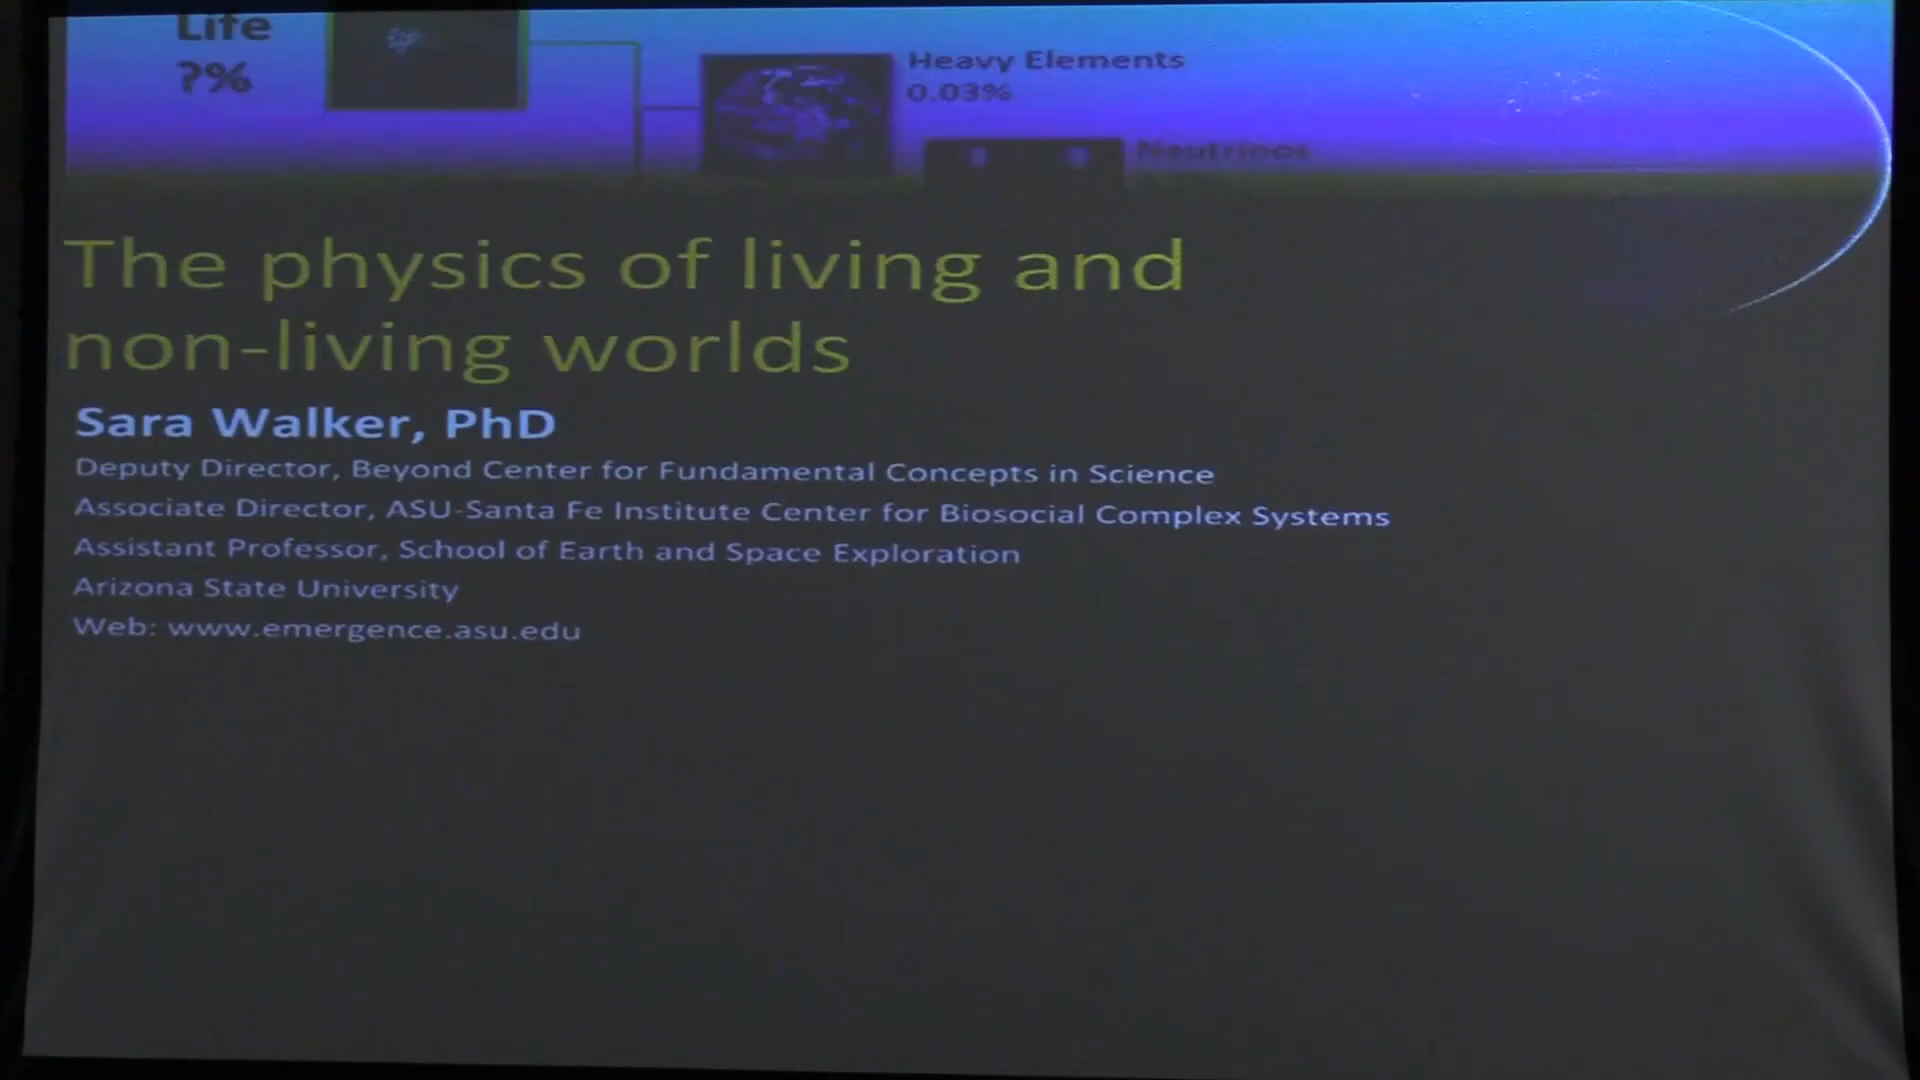 Life
?%
Heavy Elements
0.03%
Neutrinos
The physics of living and
non-living worlds
Sara Walker, PhD
Deputy Director, Beyond Center for Fundamental Concepts in Science
Associate Director, ASU-Santa Fe Institute Center for Biosocial Complex Systems
Assistant Professor, School of Earth and Space Exploration
Arizona State University
Web: www.emergence.asu.edu